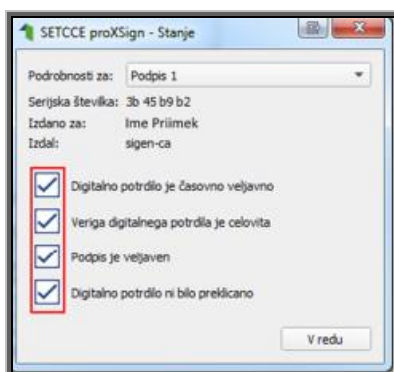 SETCCE proXSign - Stanje
Podrobnosti za: Podpis 1
Serijska številka: 3b 45 b9 b2
Izdano za: Ime Priimek
Izdal: sigen-ca
Digitalno potrdilo je časovno veljavno
Veriga digitalnega potrdila je celovita
Podpis je veljaven
Digitalno potrdilo ni bilo preklicano
V redu